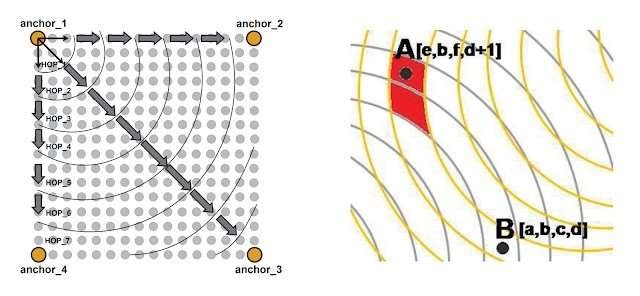 anchor_1
anchor_2
HOP_1
HOP_2
HOP_3
HOP_4
HOP_5
HOP_6
HOP_7
anchor_4
anchor_3
A[e,b,f,d+1]
B [a,b,c,d]